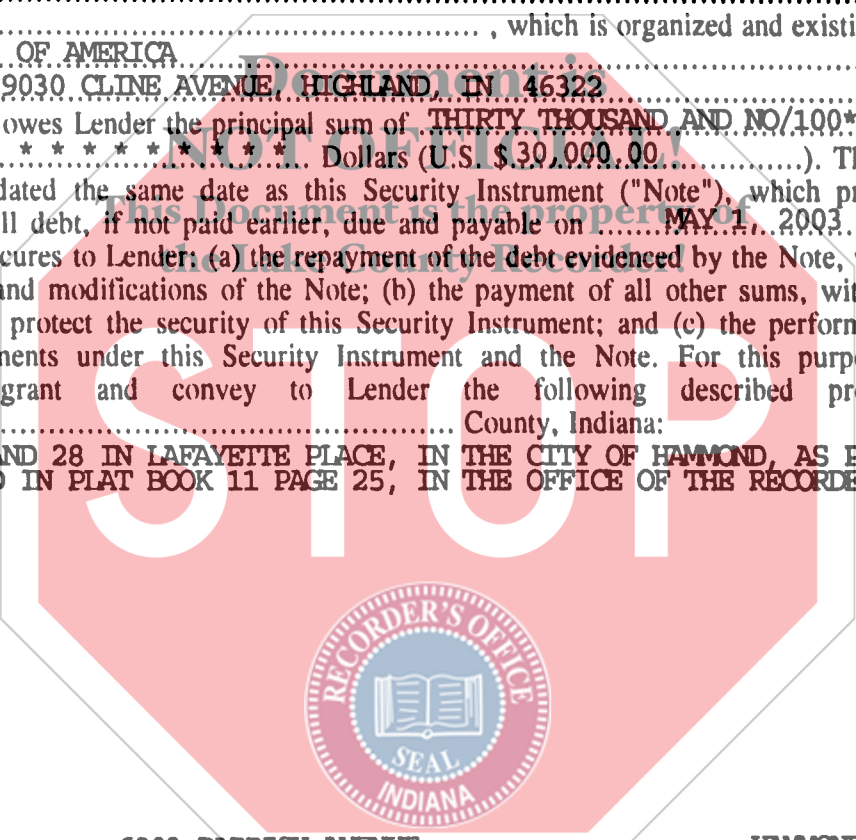 , which is organized and existi
OF AMERICA
9030 CLINE AVENUE, HIGHLAND, IN 46322
owes Lender the principal sum of THIRTY THOUSAND AND NO/100*
* * * * * * * * * Dollars (U.S. $ 30,000.00 ). Th
dated the same date as this Security Instrument ("Note"), which pr
ll debt, if not paid earlier, due and payable on MAY 1, 2003
cures to Lender: (a) the repayment of the debt evidenced by the Note,
and modifications of the Note; (b) the payment of all other sums, wit
protect the security of this Security Instrument; and (c) the perform
ments under this Security Instrument and the Note. For this purpo
grant and convey to Lender the following described pr
County, Indiana:
AND 28 IN LAFAYETTE PLACE, IN THE CITY OF HAMMOND, AS P
D IN PLAT BOOK 11 PAGE 25, IN THE OFFICE OF THE RECORDE
Document is
NOT OFFICIAL!
This Document is the property of
the Lake County Recorder!
STOP
RECORDER'S OFFICE
SEAL
INDIANA